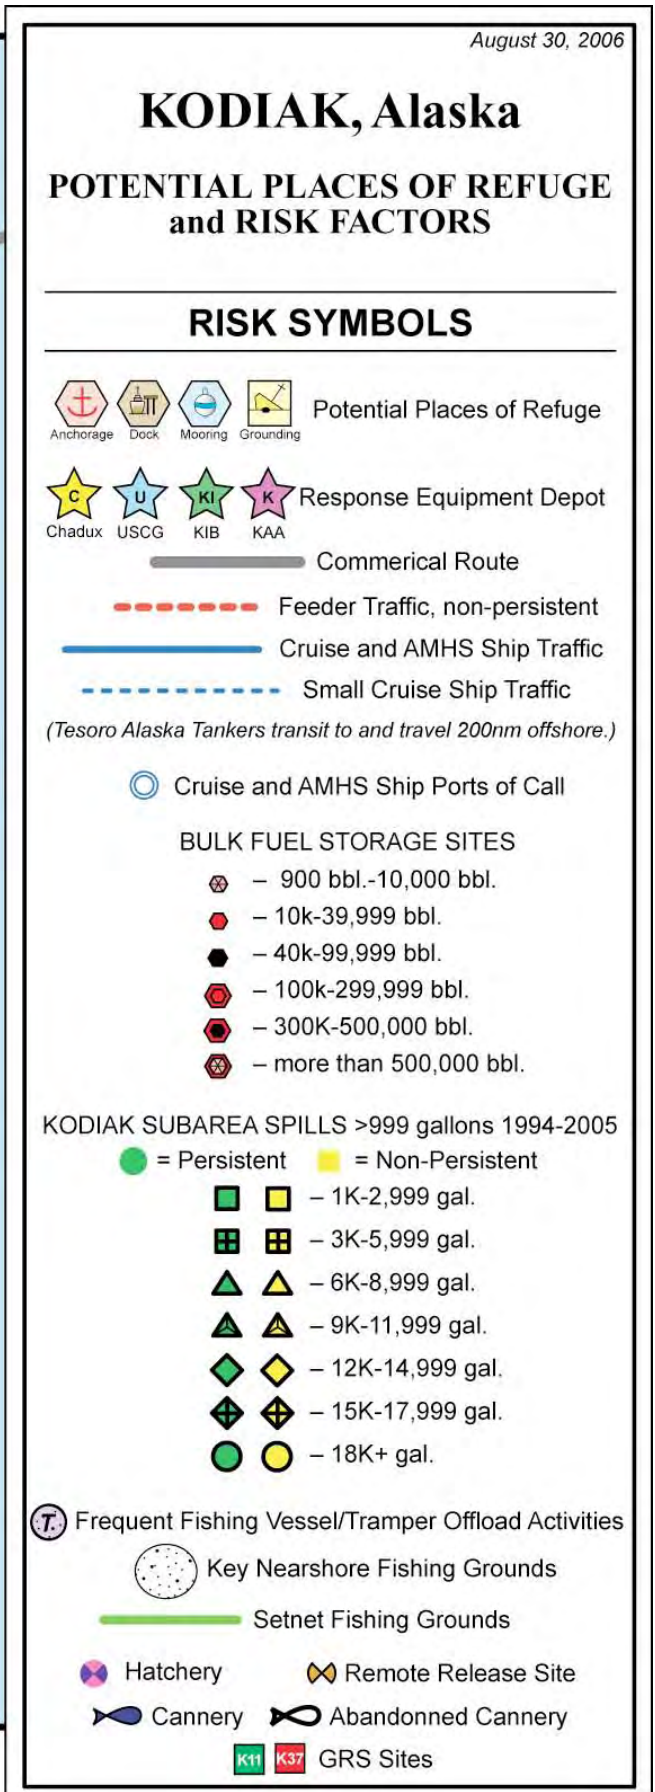 August 30, 2006
KODIAK, Alaska
POTENTIAL PLACES OF REFUGE
and RISK FACTORS
RISK SYMBOLS
Anchorage Dock Mooring Grounding Potential Places of Refuge
C U KI K Response Equipment Depot
Chadux USCG KIB KAA
Commerical Route
Feeder Traffic, non-persistent
Cruise and AMHS Ship Traffic
Small Cruise Ship Traffic
(Tesoro Alaska Tankers transit to and travel 200nm offshore.)
Cruise and AMHS Ship Ports of Call
BULK FUEL STORAGE SITES
– 900 bbl.-10,000 bbl.
– 10k-39,999 bbl.
– 40k-99,999 bbl.
– 100k-299,999 bbl.
– 300K-500,000 bbl.
– more than 500,000 bbl.
KODIAK SUBAREA SPILLS >999 gallons 1994-2005
= Persistent = Non-Persistent
– 1K-2,999 gal.
– 3K-5,999 gal.
– 6K-8,999 gal.
– 9K-11,999 gal.
– 12K-14,999 gal.
– 15K-17,999 gal.
– 18K+ gal.
T. Frequent Fishing Vessel/Tramper Offload Activities
Key Nearshore Fishing Grounds
Setnet Fishing Grounds
Hatchery Remote Release Site
Cannery Abandonned Cannery
K11 K37 GRS Sites